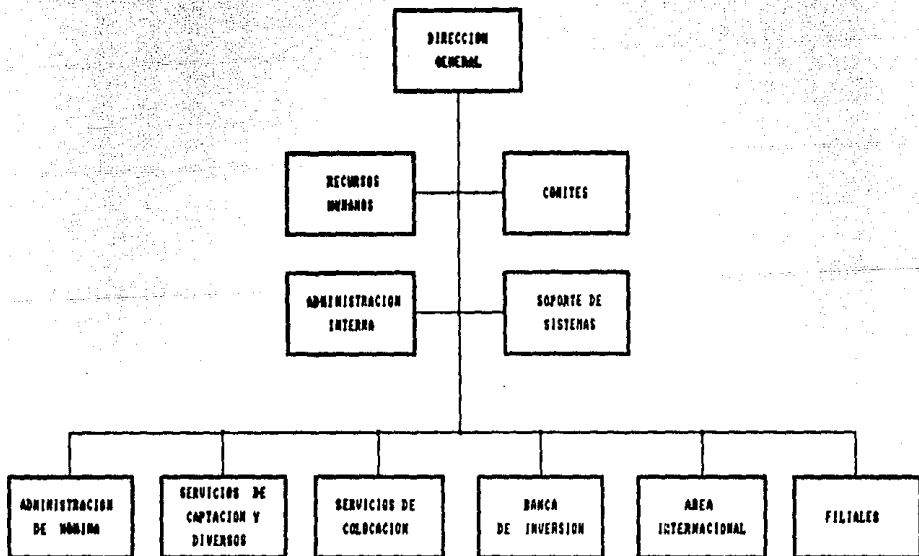 DIRECCION
GENERAL
RECURSOS
HUMANOS
COMITES
ADMINISTRACION
INTERNA
SOPORTE DE
SISTEMAS
ADMINISTRACION
DE NOMINA
SERVICIOS DE
CAPTACION Y
DIVERSOS
SERVICIOS DE
COLOCACION
BANCA
DE INVERSION
AREA
INTERNACIONAL
FILIALES